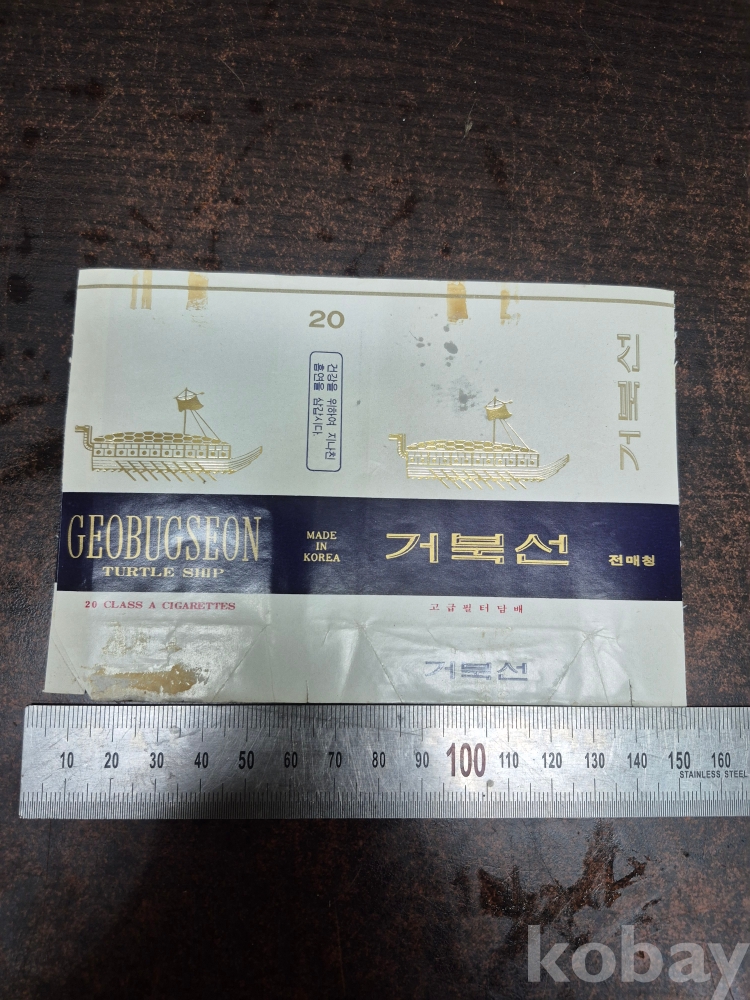 20
건강을 위하여 지나친
흡연을 삼갑시다
거북선
GEOBUGSEON
TURTLE SHIP
MADE
IN
KOREA
거북선
전매청
20 CLASS A CIGARETTES
고급필터담배
거북선
10 20 30 40 50 60 70 80 90 100 110 120 130 140 150 160
STAINLESS STEEL
kobay